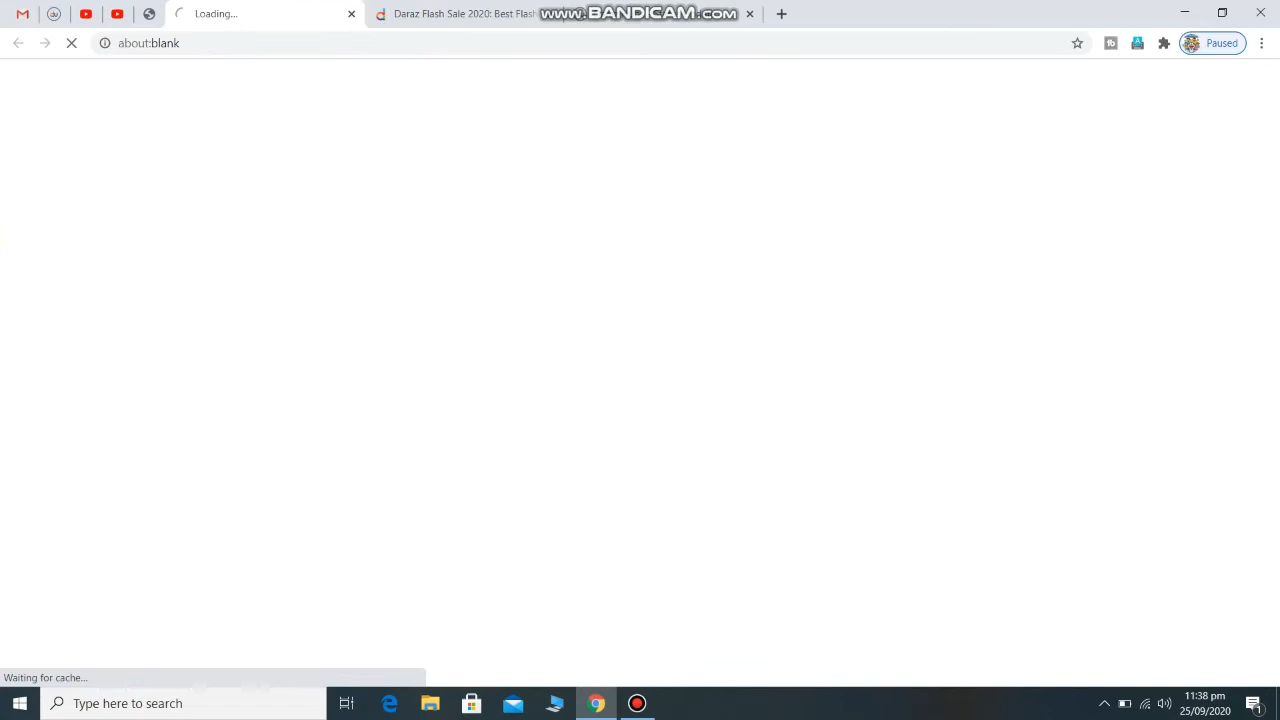 Loading...
Daraz Flash Sale 2020: Best Flash
www.BANDICAM.com
about:blank
Paused
Waiting for cache...
Type here to search
11:38 pm
25/09/2020
1